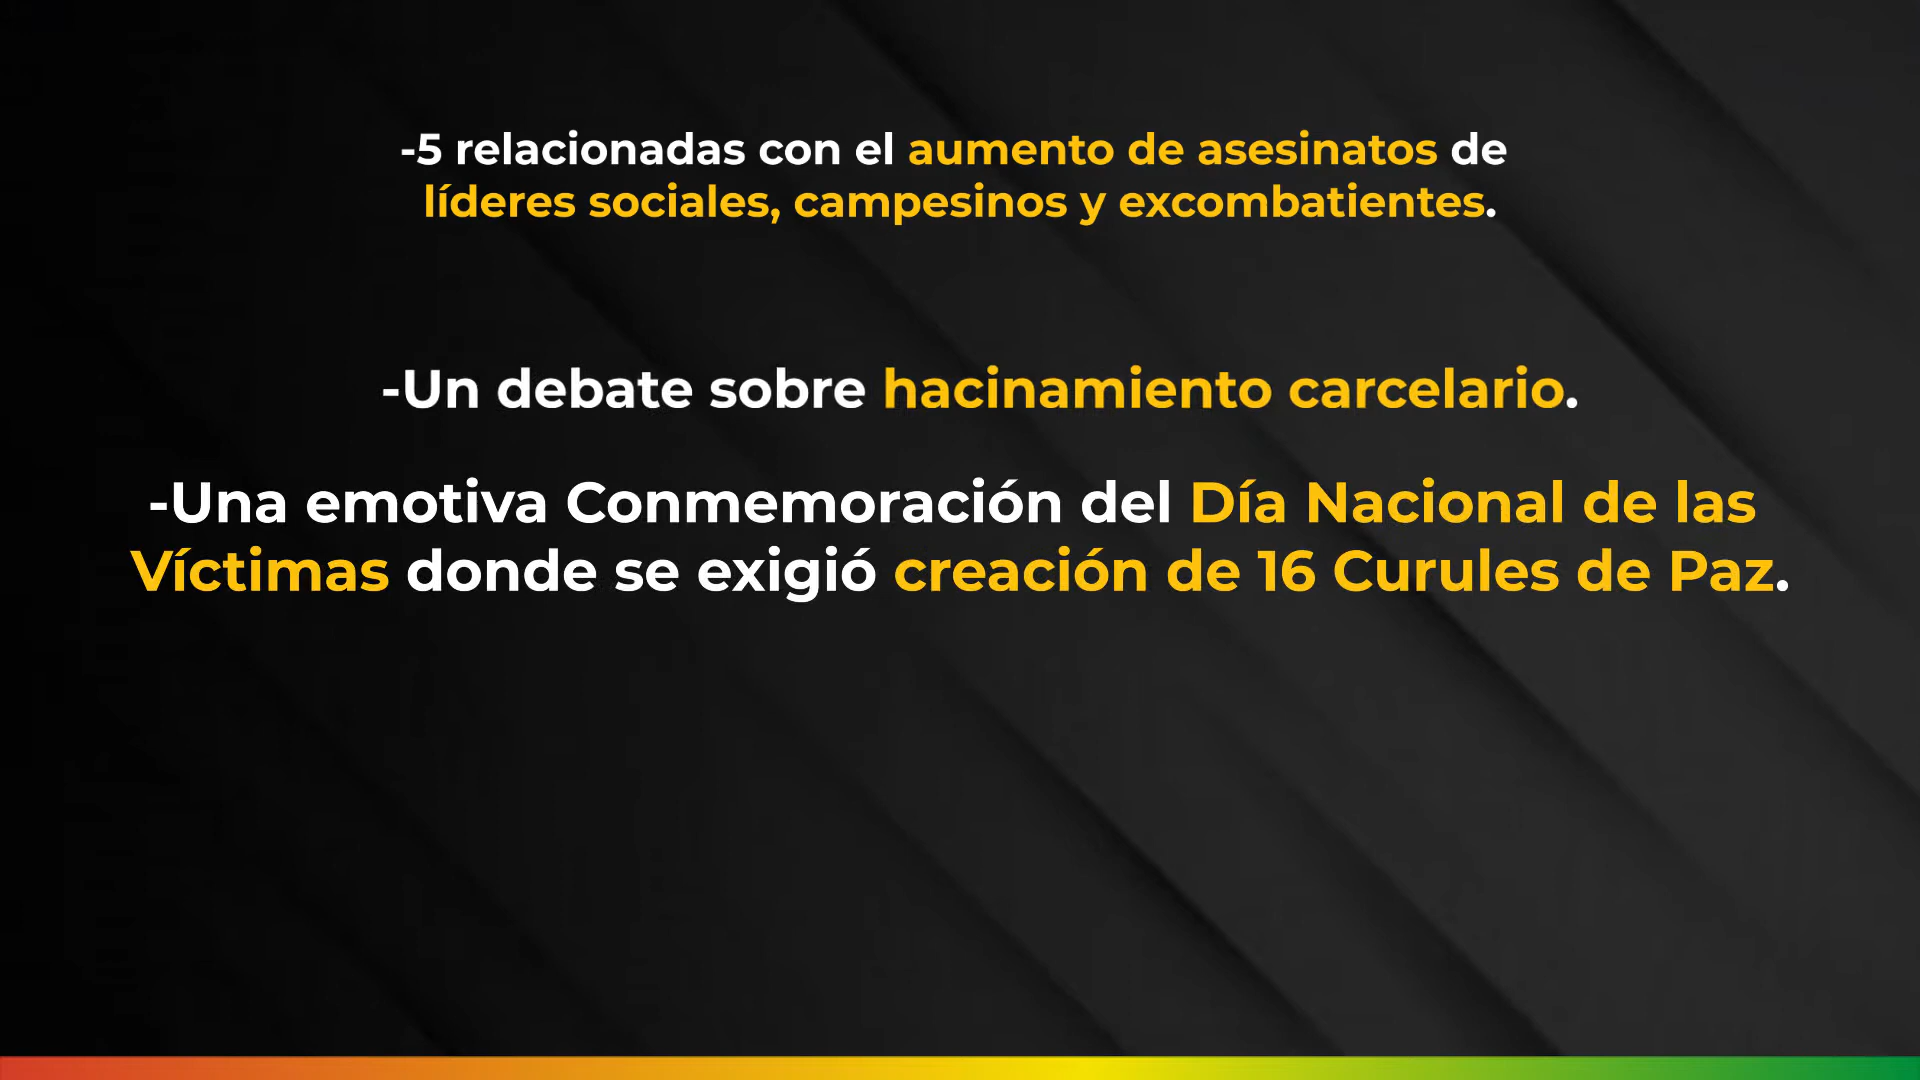 -5 relacionadas con el aumento de asesinatos de
líderes sociales, campesinos y excombatientes.
-Un debate sobre hacinamiento carcelario.
-Una emotiva Conmemoración del Día Nacional de las
Víctimas donde se exigió creación de 16 Curules de Paz.